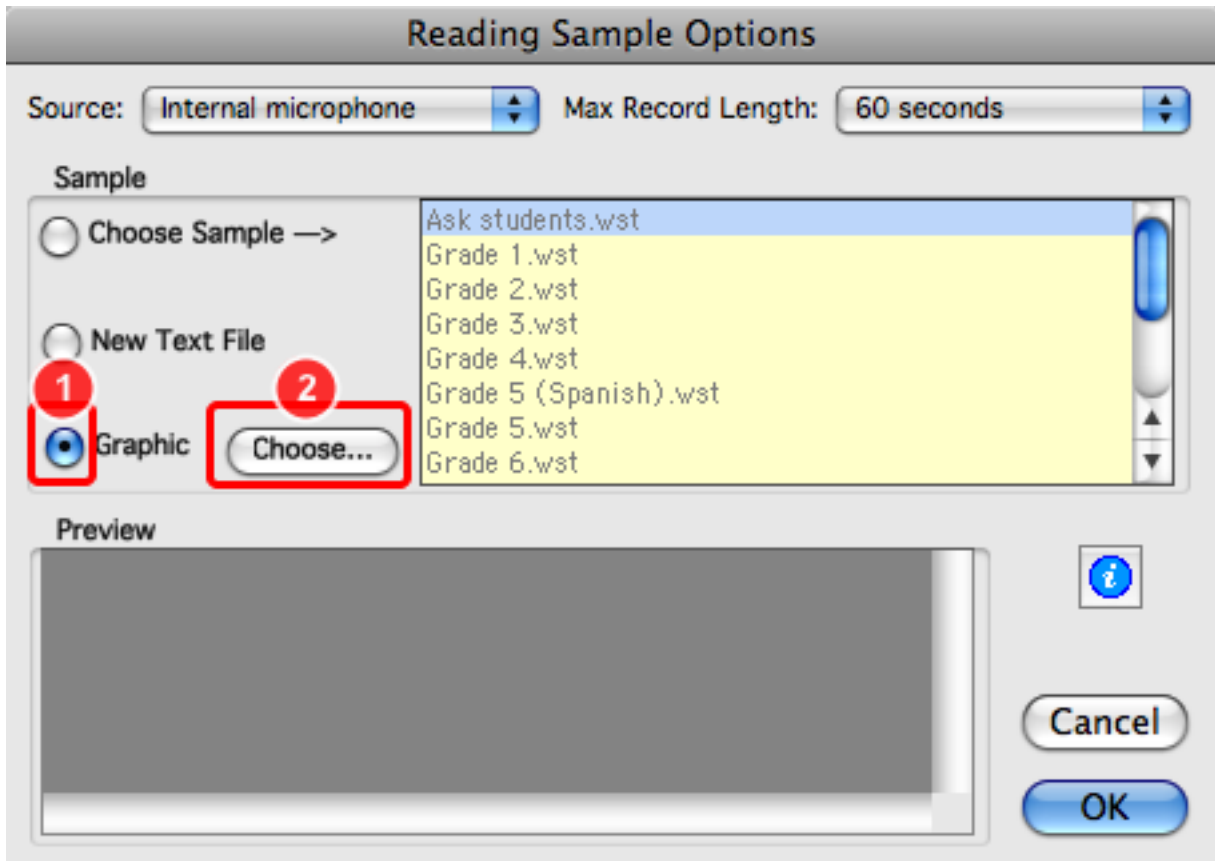 Reading Sample Options
Source: Internal microphone Max Record Length: 60 seconds
Sample
Choose Sample —>
New Text File
1 2
Graphic Choose...
Ask students.wst
Grade 1.wst
Grade 2.wst
Grade 3.wst
Grade 4.wst
Grade 5 (Spanish).wst
Grade 5.wst
Grade 6.wst
Preview
i
Cancel
OK